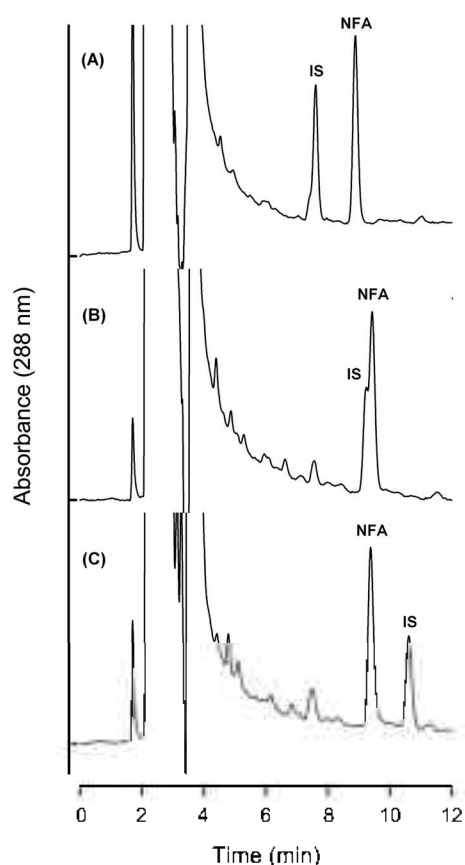 NFA
(A)
IS
NFA
(B)
IS
NFA
(C)
IS
Absorbance (288 nm)
0 2 4 6 8 10 12
Time (min)